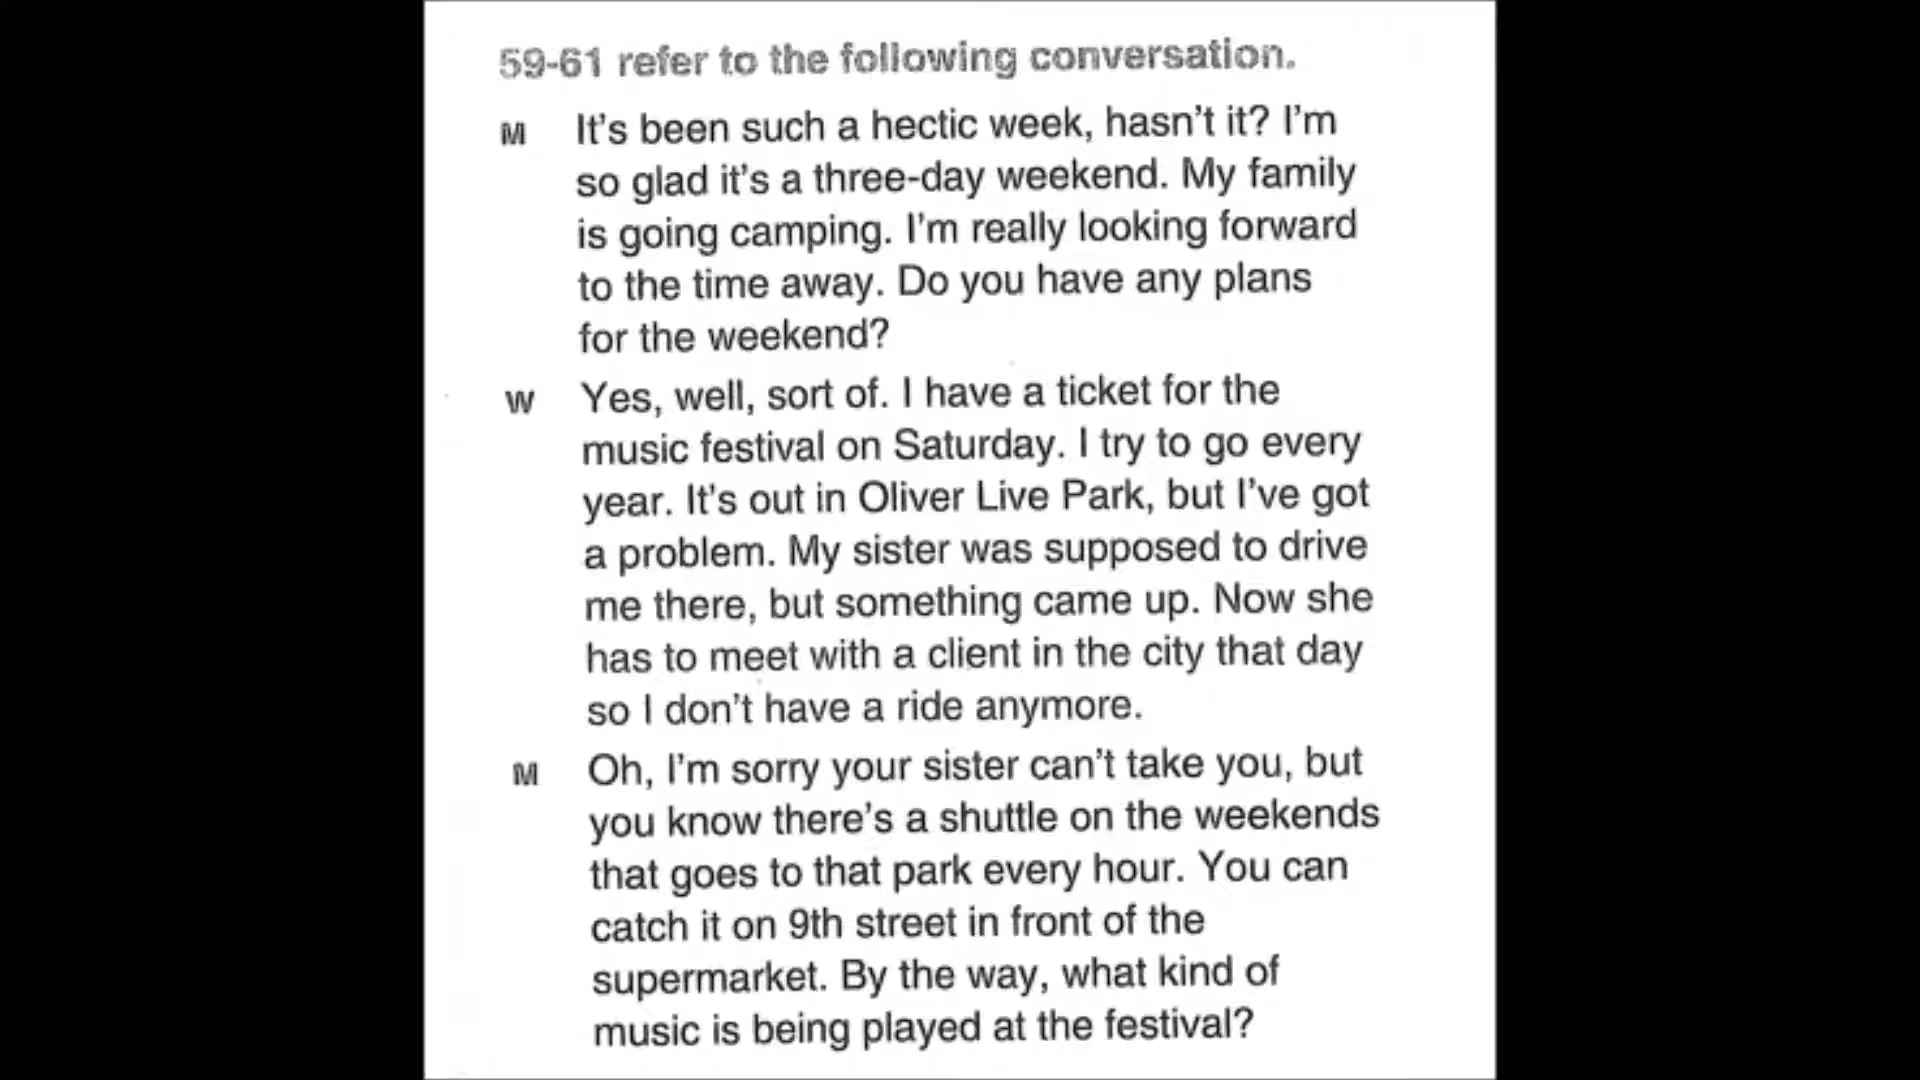 59-61 refer to the following conversation.
M It's been such a hectic week, hasn't it? I'm
so glad it's a three-day weekend. My family
is going camping. I'm really looking forward
to the time away. Do you have any plans
for the weekend?
W Yes, well, sort of. I have a ticket for the
music festival on Saturday. I try to go every
year. It's out in Oliver Live Park, but I've got
a problem. My sister was supposed to drive
me there, but something came up. Now she
has to meet with a client in the city that day
so I don't have a ride anymore.
M Oh, I'm sorry your sister can't take you, but
you know there's a shuttle on the weekends
that goes to that park every hour. You can
catch it on 9th street in front of the
supermarket. By the way, what kind of
music is being played at the festival?